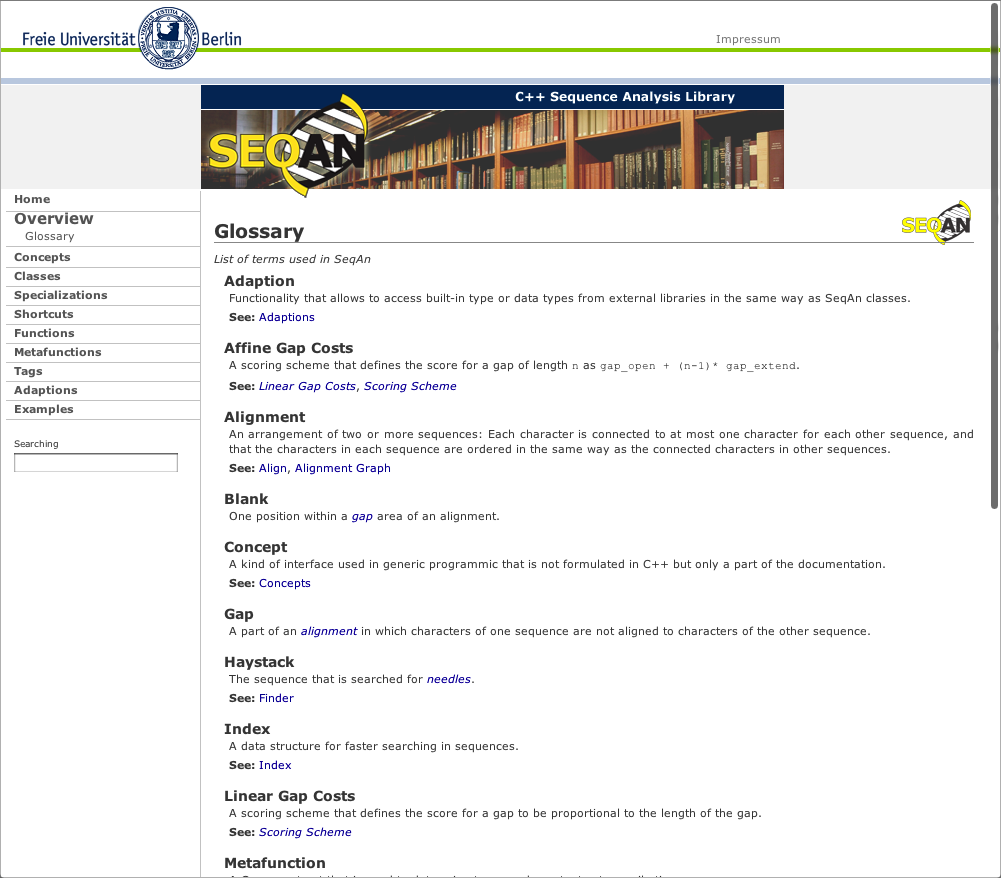 Freie Universität Berlin
Impressum
C++ Sequence Analysis Library
SEQAN
Home
Overview
Glossary
Concepts
Classes
Specializations
Shortcuts
Functions
Metafunctions
Tags
Adaptions
Examples
Searching
Glossary
SEQAN
List of terms used in SeqAn
Adaption
Functionality that allows to access built-in type or data types from external libraries in the same way as SeqAn classes.
See: Adaptions
Affine Gap Costs
A scoring scheme that defines the score for a gap of length n as gap_open + (n-1)* gap_extend.
See: Linear Gap Costs, Scoring Scheme
Alignment
An arrangement of two or more sequences: Each character is connected to at most one character for each other sequence, and
that the characters in each sequence are ordered in the same way as the connected characters in other sequences.
See: Align, Alignment Graph
Blank
One position within a gap area of an alignment.
Concept
A kind of interface used in generic programmic that is not formulated in C++ but only a part of the documentation.
See: Concepts
Gap
A part of an alignment in which characters of one sequence are not aligned to characters of the other sequence.
Haystack
The sequence that is searched for needles.
See: Finder
Index
A data structure for faster searching in sequences.
See: Index
Linear Gap Costs
A scoring scheme that defines the score for a gap to be proportional to the length of the gap.
See: Scoring Scheme
Metafunction